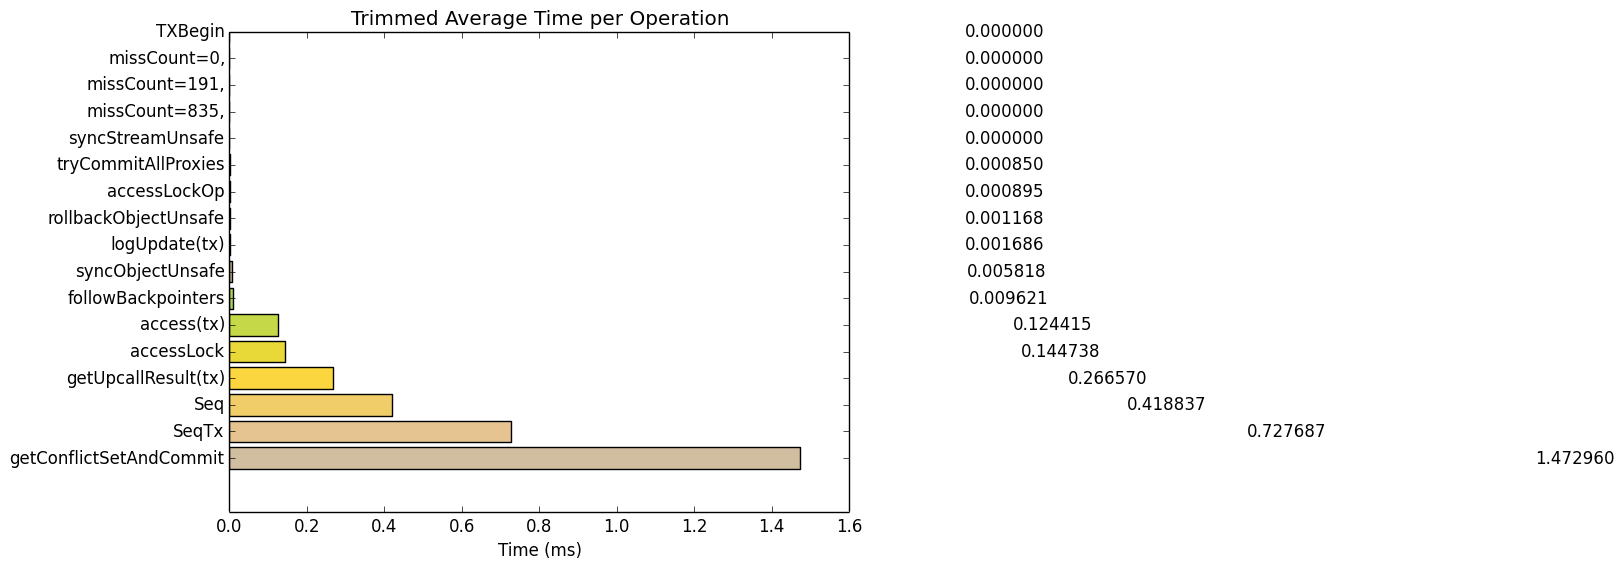 Trimmed Average Time per Operation
TXBegin 0.000000
missCount=0, 0.000000
missCount=191, 0.000000
missCount=835, 0.000000
syncStreamUnsafe 0.000000
tryCommitAllProxies 0.000850
accessLockOp 0.000895
rollbackObjectUnsafe 0.001168
logUpdate(tx) 0.001686
syncObjectUnsafe 0.005818
followBackpointers 0.009621
access(tx) 0.124415
accessLock 0.144738
getUpcallResult(tx) 0.266570
Seq 0.418837
SeqTx 0.727687
getConflictSetAndCommit 1.472960
0.0 0.2 0.4 0.6 0.8 1.0 1.2 1.4 1.6
Time (ms)